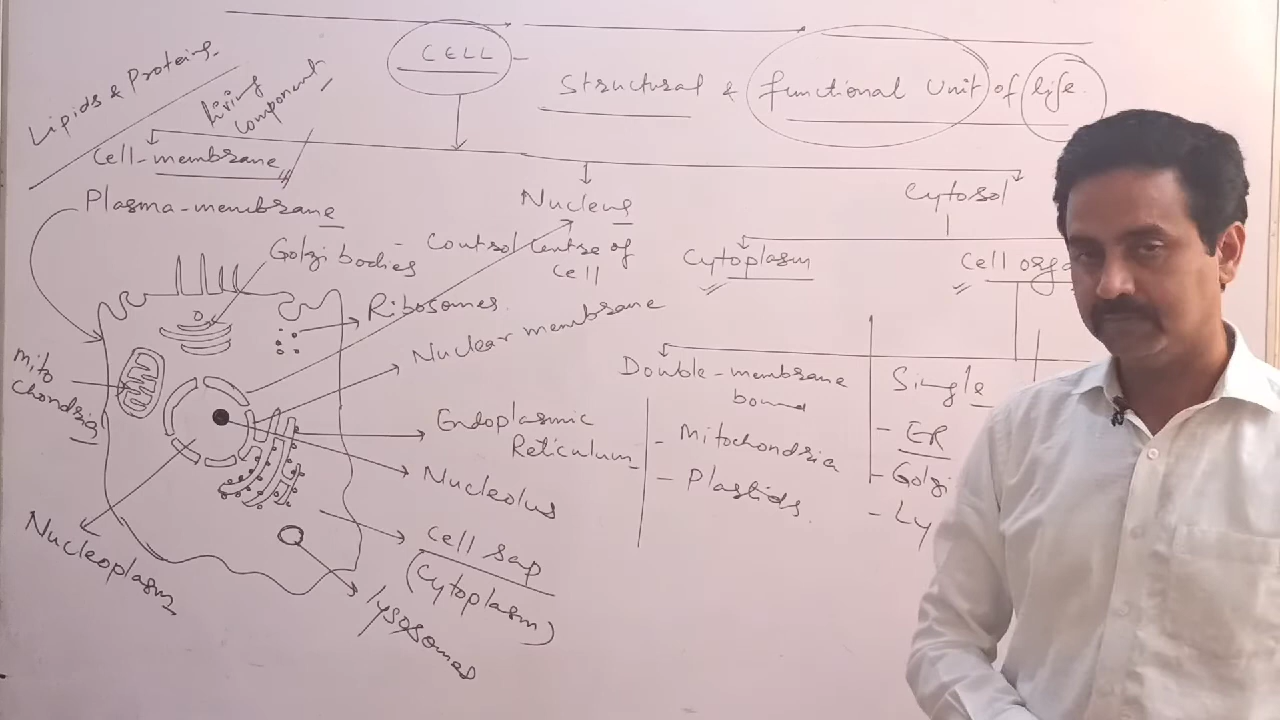 CELL -
Structural & functional Unit of life.
Lipids & Proteins
living
component
Cell-membrane
Plasma-membrane
Nucleus
- Control Centre of
Cell
Cytosol
Cytoplasm
Cell orga
Golgi bodies
Ribosomes.
Nuclear membrane
Mito
chondria
Endoplasmic
Reticulum
Nucleolus
Nucleoplasm
Cell sap
(Cytoplasm)
lysosomes
Double-membrane
bound
- Mitochondria
- Plastids.
Single
- ER
- Golgi
- Ly